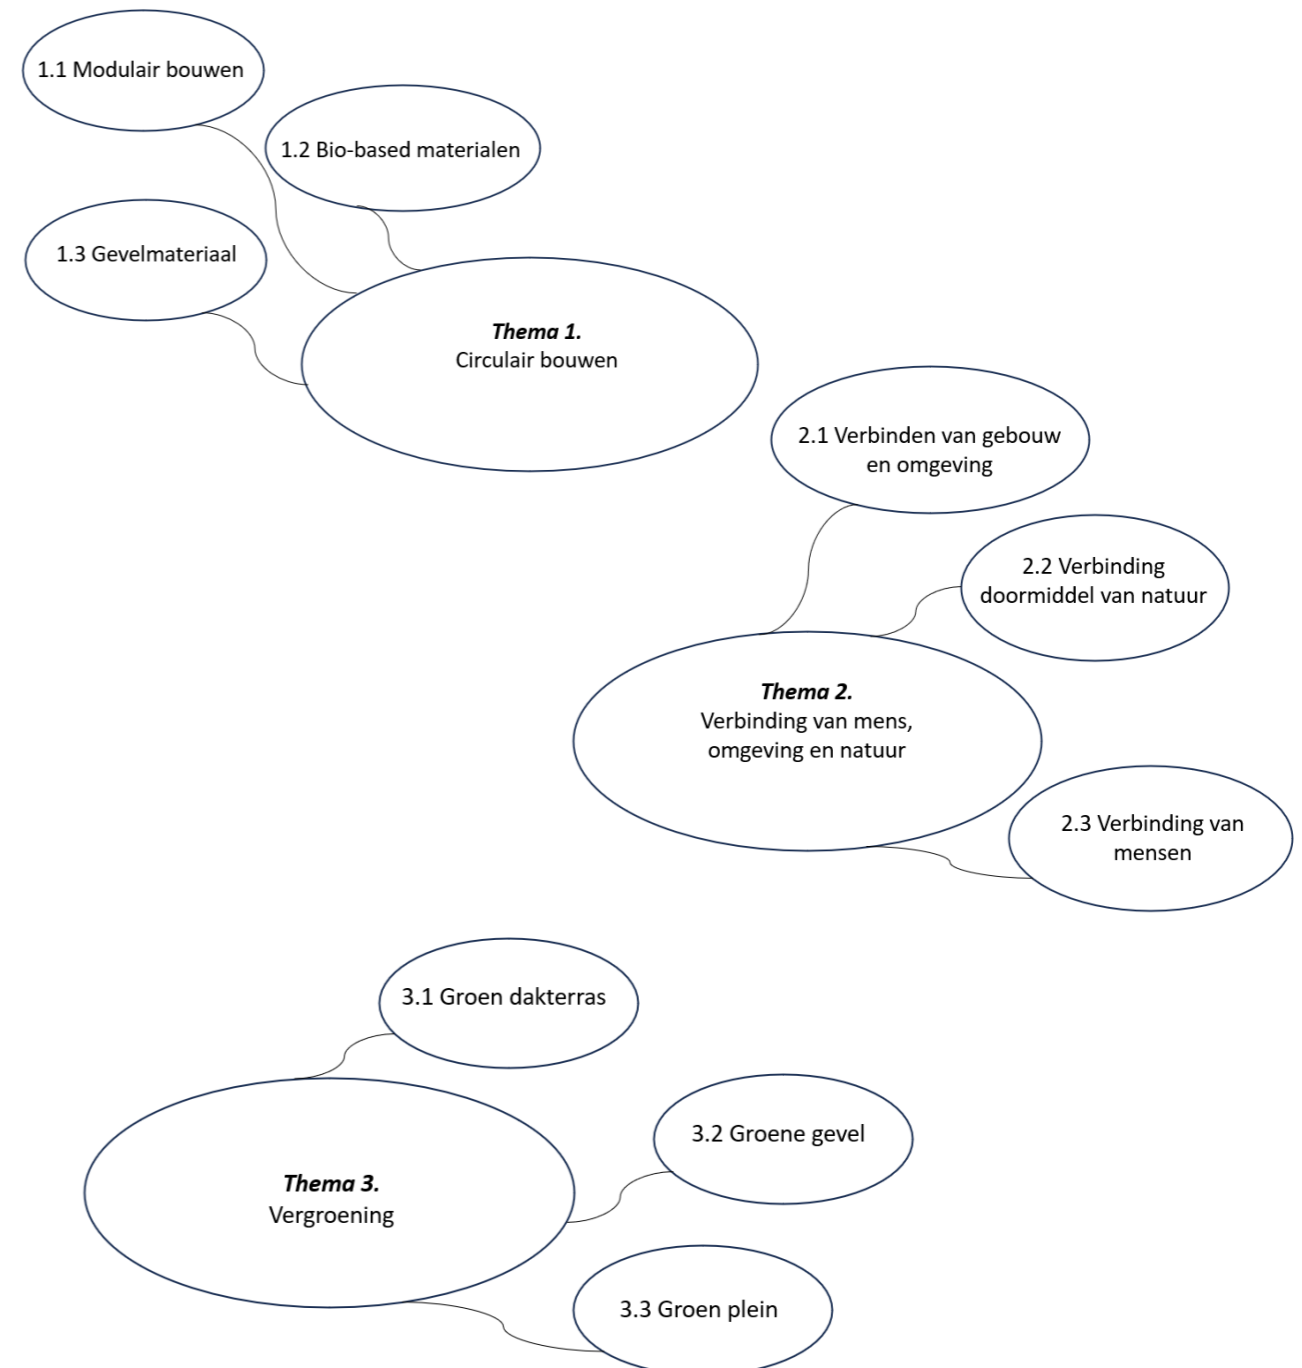 1.1 Modulair bouwen
1.2 Bio-based materialen
1.3 Gevelmateriaal
Thema 1.
Circulair bouwen
2.1 Verbinden van gebouw
en omgeving
2.2 Verbinding
doormiddel van natuur
Thema 2.
Verbinding van mens,
omgeving en natuur
2.3 Verbinding van
mensen
3.1 Groen dakterras
3.2 Groene gevel
Thema 3.
Vergroening
3.3 Groen plein